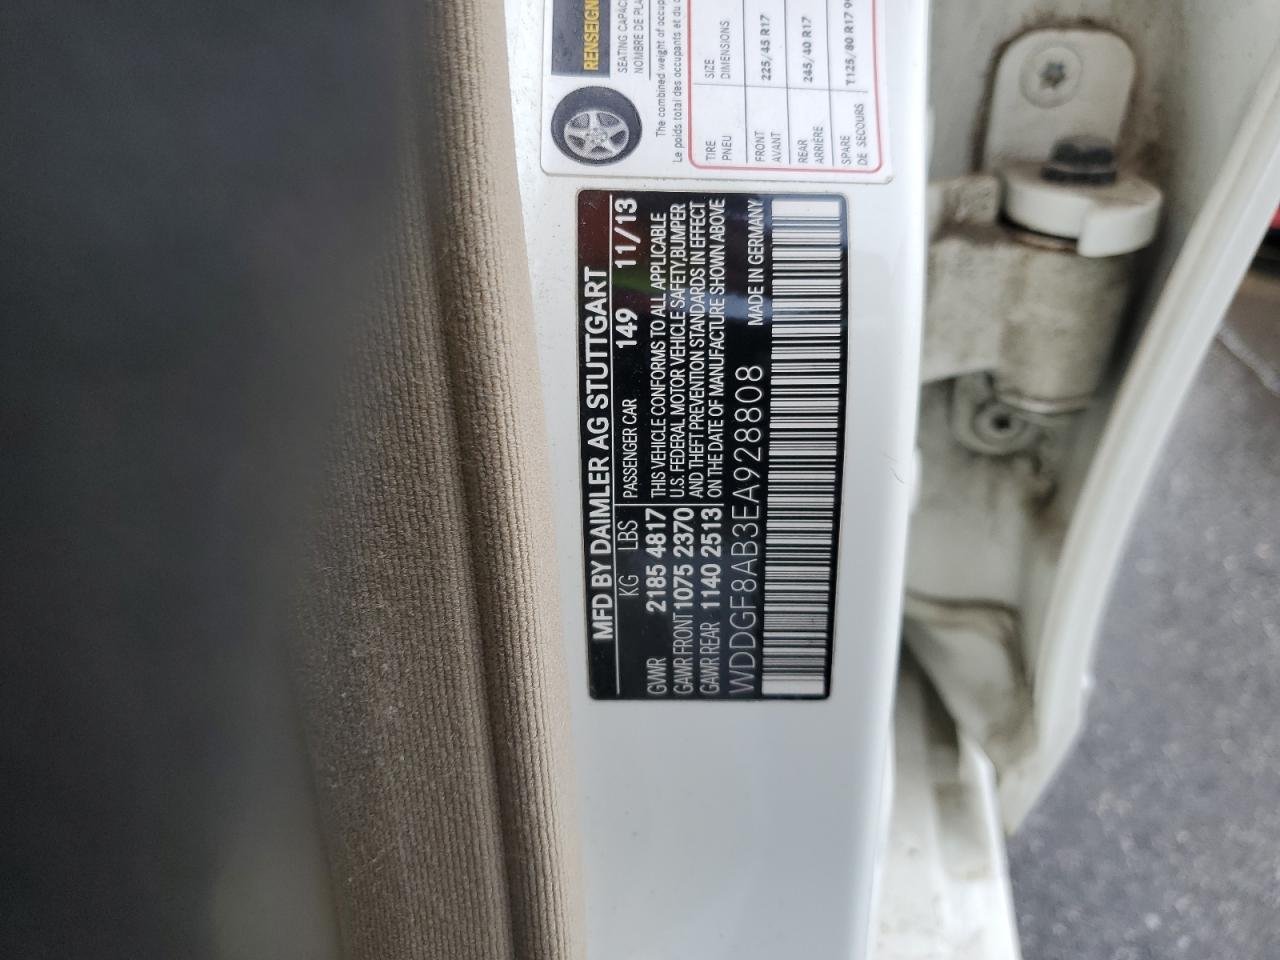 RENSEIGN
SEATING CAPAC
NOMBRE DE PLA
The combined weight of occup
Le poids total des occupants et du c
TIRE SIZE
PNEU DIMENSIONS
FRONT 225/45 R17
AVANT
REAR 245/40 R17
ARRIÈRE
SPARE T125/80 R17
DE SECOURS
MFD BY DAIMLER AG STUTTGART
KG LBS PASSENGER CAR 149 11/13
GVWR 2185 4817 THIS VEHICLE CONFORMS TO ALL APPLICABLE
GAWR FRONT 1075 2370 U.S. FEDERAL MOTOR VEHICLE SAFETY,BUMPER
GAWR REAR 1140 2513 AND THEFT PREVENTION STANDARDS IN EFFECT
ON THE DATE OF MANUFACTURE SHOWN ABOVE
WDDGF8AB3EA928808 MADE IN GERMANY